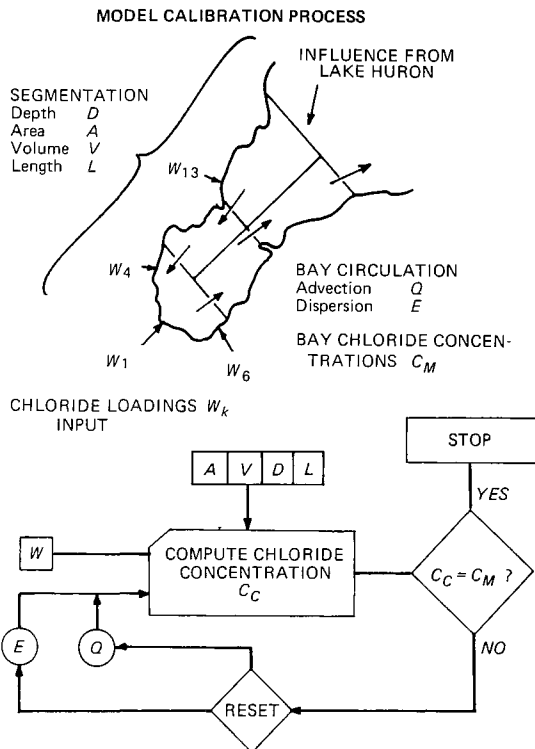 MODEL CALIBRATION PROCESS
INFLUENCE FROM
LAKE HURON
SEGMENTATION
Depth D
Area A
Volume V
Length L
W13
W4
W1
W6
BAY CIRCULATION
Advection Q
Dispersion E
BAY CHLORIDE CONCEN-
TRATIONS CM
CHLORIDE LOADINGS Wk
INPUT
STOP
A V D L
YES
W
COMPUTE CHLORIDE
CONCENTRATION
CC
CC = CM ?
E
Q
NO
RESET